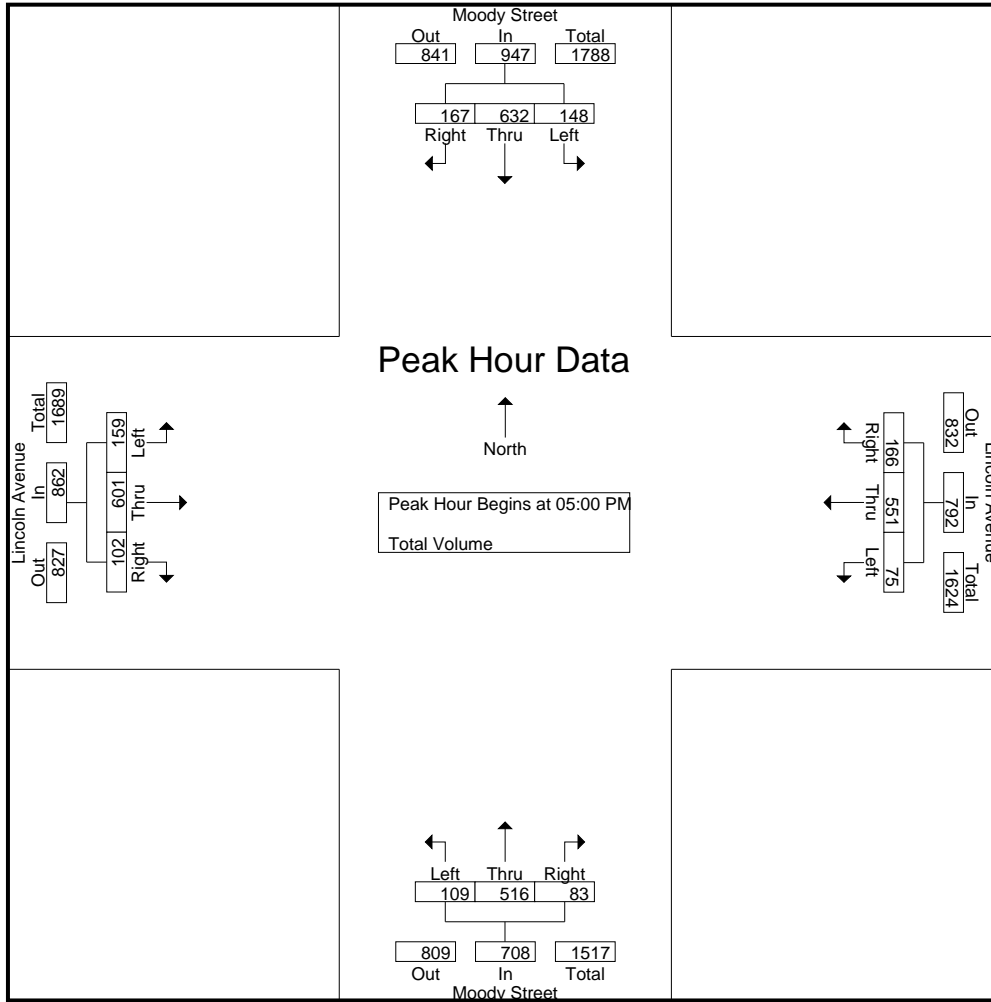 Moody Street
Out In Total
841 947 1788
167 632 148
Right Thru Left
Peak Hour Data
North
Peak Hour Begins at 05:00 PM
Total Volume
Lincoln Avenue
Total In Out
1689 862 827
159 601 102
Left Thru Right
Lincoln Avenue
Out In Total
832 792 1624
166 551 75
Right Thru Left
Left Thru Right
109 516 83
809 708 1517
Out In Total
Moody Street